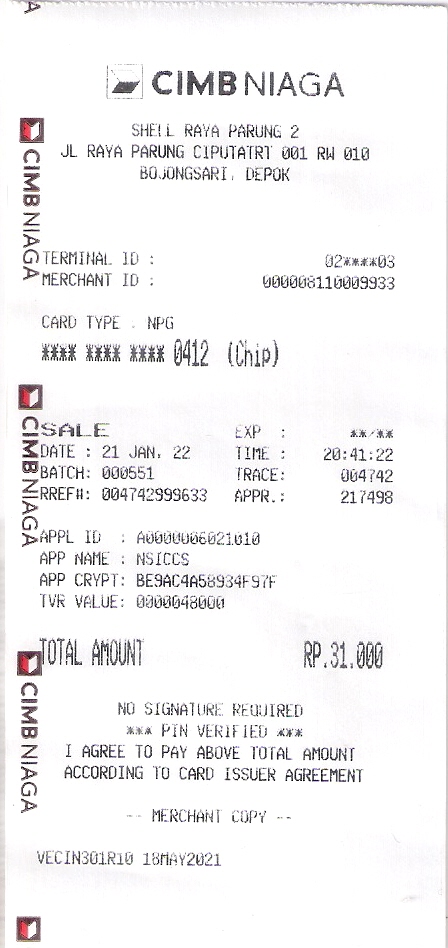 CIMB NIAGA
SHELL RAYA PARUNG 2
JL RAYA PARUNG CIPUTATRT 001 RW 010
BOJONGSARI, DEPOK
TERMINAL ID : 02****03
MERCHANT ID : 000008110009933
CARD TYPE : NPG
**** **** **** 0412 (Chip)
SALE EXP : **/**
DATE : 21 JAN, 22 TIME : 20:41:22
BATCH: 000551 TRACE: 004742
RREF#: 004742999633 APPR.: 217498
APPL ID : A0000006021010
APP NAME : NSICCS
APP CRYPT: BE9AC4A58934F97F
TVR VALUE: 0000048000
TOTAL AMOUNT RP.31.000
NO SIGNATURE REQUIRED
*** PIN VERIFIED ***
I AGREE TO PAY ABOVE TOTAL AMOUNT
ACCORDING TO CARD ISSUER AGREEMENT
-- MERCHANT COPY --
VECIN301R10 18MAY2021
CIMB NIAGA
CIMB NIAGA
CIMB NIAGA